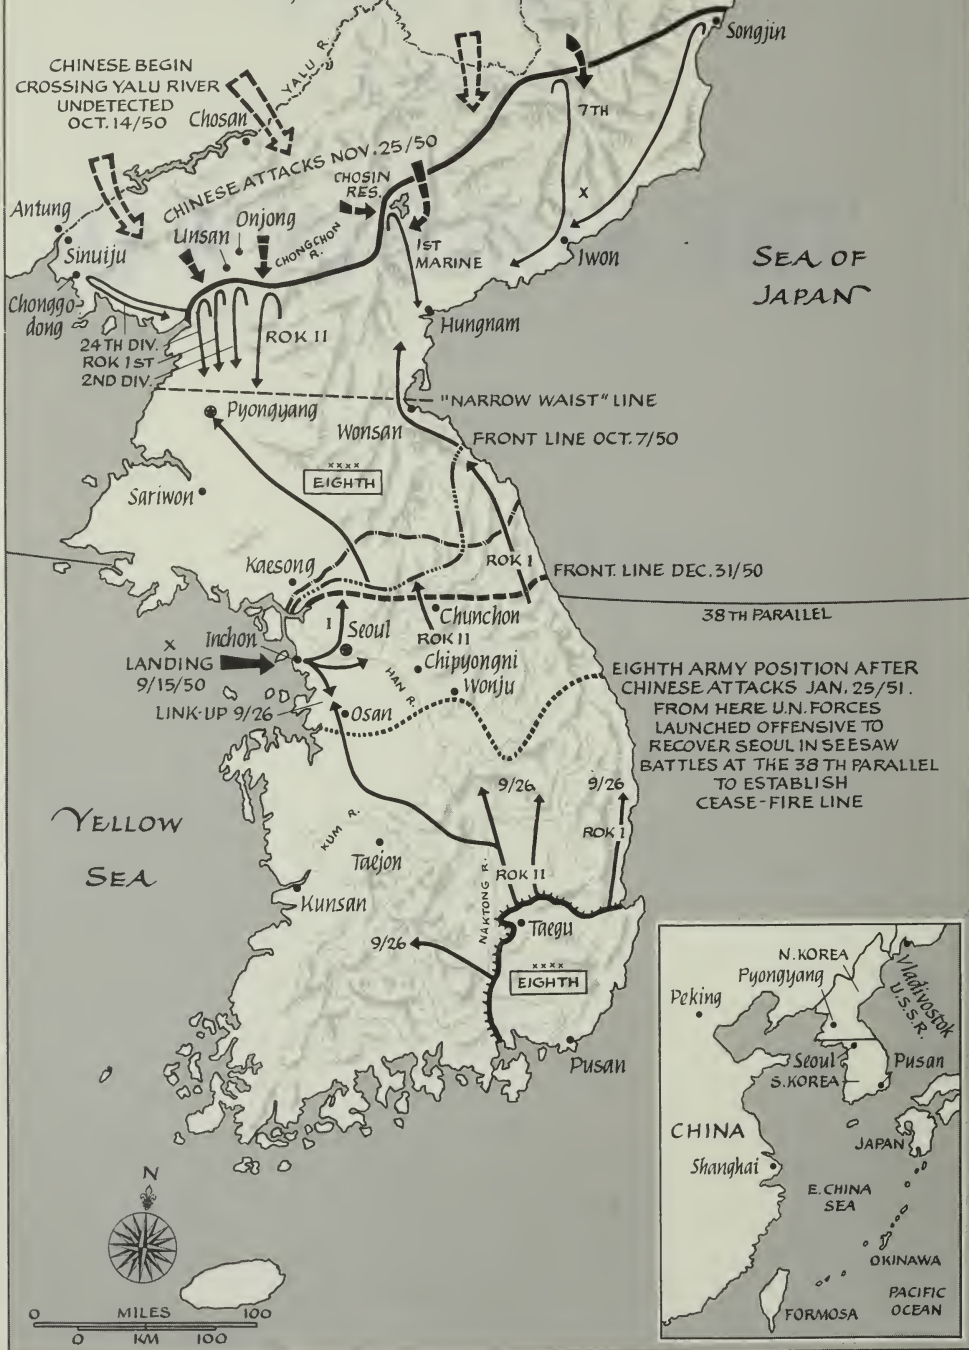 Songjin
YALU R.
CHINESE BEGIN
CROSSING YALU RIVER
UNDETECTED
OCT. 14/50
Chosan
7TH
CHINESE ATTACKS NOV. 25/50
CHOSIN
RES.
X
Antung
Sinuiju
Unsan
Onjong
CHONGCHON
R.
1ST
MARINE
Iwon
SEA OF
JAPAN
Chonggo-
dong
Hungnam
24TH DIV.
ROK 1ST
2ND DIV.
ROK II
"NARROW WAIST" LINE
Pyongyang
Wonsan
FRONT LINE OCT. 7/50
XXXX
EIGHTH
Sariwon
ROK I
Kaesong
FRONT LINE DEC. 31/50
38TH PARALLEL
Chunchon
I
Seoul
ROK II
Inchon
X
LANDING
9/15/50
Chipyongni
HAN R.
Wonju
LINK-UP 9/26
Osan
EIGHTH ARMY POSITION AFTER
CHINESE ATTACKS JAN. 25/51.
FROM HERE U.N. FORCES
LAUNCHED OFFENSIVE TO
RECOVER SEOUL IN SEESAW
BATTLES AT THE 38TH PARALLEL
TO ESTABLISH
CEASE-FIRE LINE
9/26
9/26
ROK I
YELLOW
SEA
KUM R.
Taejon
Kunsan
ROK II
NAKTONG R.
Taegu
9/26
XXXX
EIGHTH
Pusan
N. KOREA
Pyongyang
Vladivostok
U.S.S.R.
Peking
Seoul
Pusan
S. KOREA
CHINA
JAPAN
Shanghai
E. CHINA
SEA
OKINAWA
PACIFIC
OCEAN
FORMOSA
N
0 MILES 100
0 KM 100